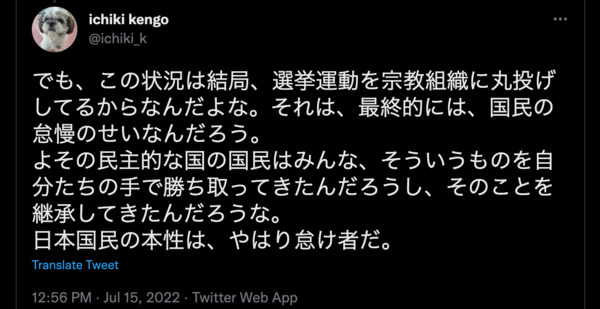 ichiki kengo
@ichiki_k
でも、この状況は結局、選挙運動を宗教組織に丸投げ
してるからなんだよな。それは、最終的には、国民の
怠慢のせいなんだろう。
よその民主的な国の国民はみんな、そういうものを自
分たちの手で勝ち取ってきたんだろうし、そのことを
継承してきたんだろうな。
日本国民の本性は、やはり怠け者だ。
Translate Tweet
12:56 PM · Jul 15, 2022 · Twitter Web App